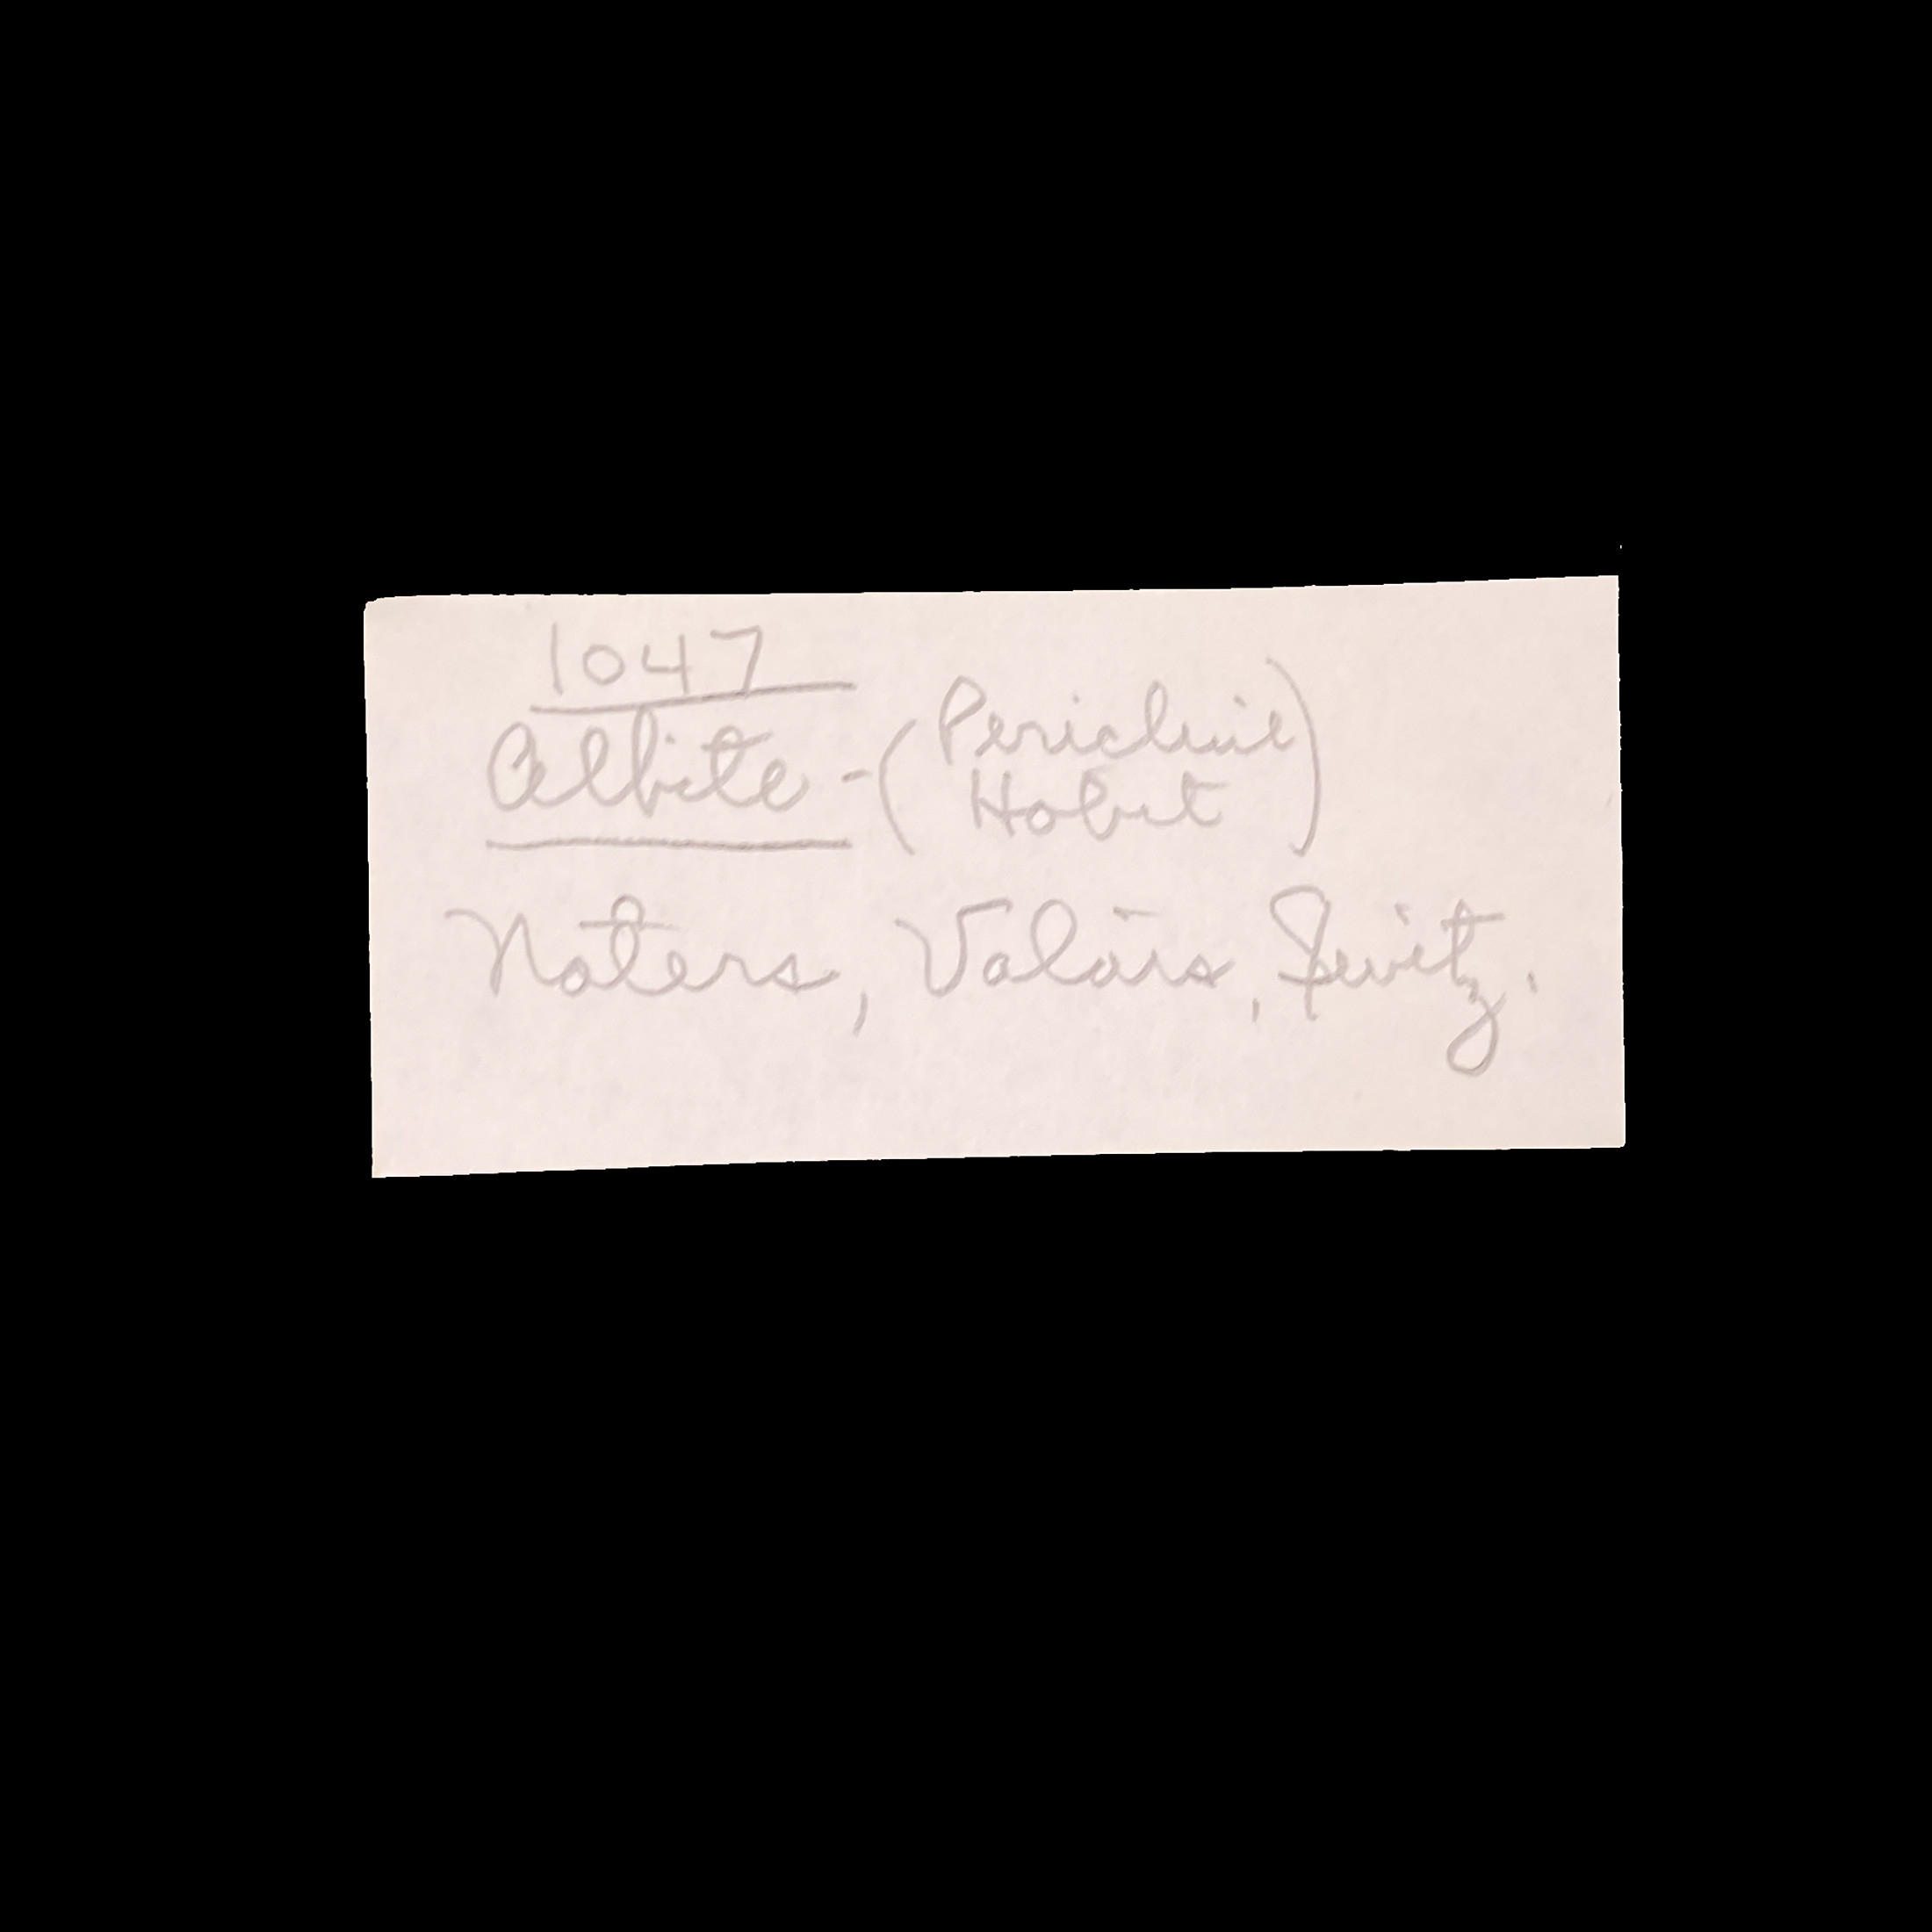 1047
Albite - (Pericline
Habit)
Naters, Valais, Switz.